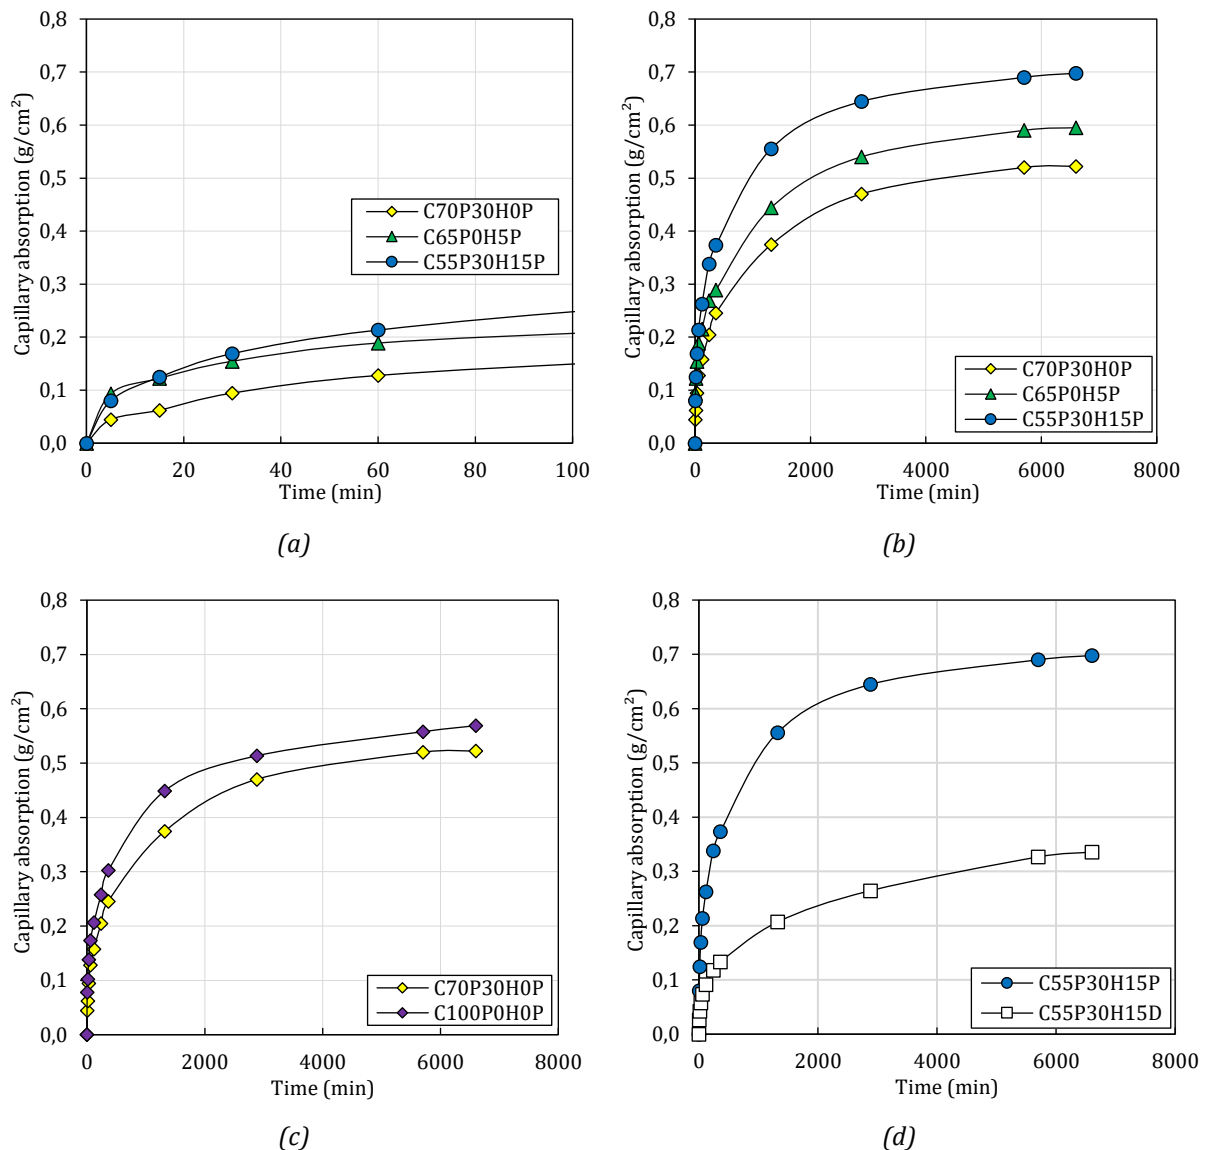 0,8
0,7
0,6
0,5
0,4
0,3
0,2
0,1
0,0
Capillary absorption (g/cm²)
C70P30H0P
C65P0H5P
C55P30H15P
0 20 40 60 80 100
Time (min)
(a)
0,8
0,7
0,6
0,5
0,4
0,3
0,2
0,1
0,0
Capillary absorption (g/cm²)
C70P30H0P
C65P0H5P
C55P30H15P
0 2000 4000 6000 8000
Time (min)
(b)
0,8
0,7
0,6
0,5
0,4
0,3
0,2
0,1
0,0
Capillary absorption (g/cm²)
C70P30H0P
C100P0H0P
0 2000 4000 6000 8000
Time (min)
(c)
0,8
0,7
0,6
0,5
0,4
0,3
0,2
0,1
0,0
Capillary absorption (g/cm²)
C55P30H15P
C55P30H15D
0 2000 4000 6000 8000
Time (min)
(d)